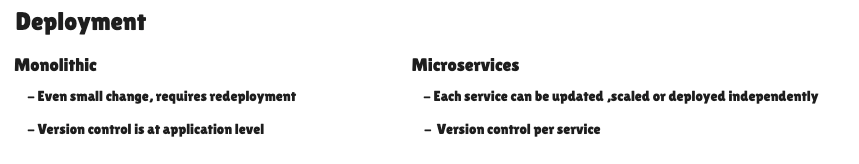 Deployment
Monolithic
– Even small change, requires redeployment
– Version control is at application level
Microservices
– Each service can be updated ,scaled or deployed independently
– Version control per service